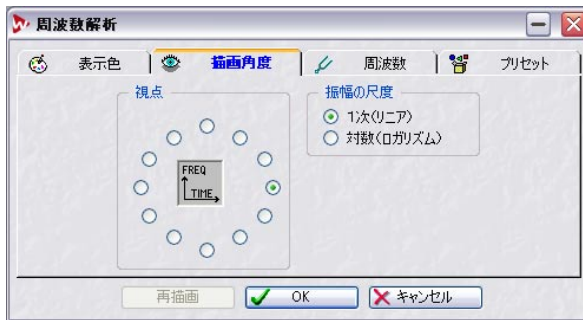 周波数解析
表示色 描画角度 周波数 プリセット
視点
FREQ
TIME
振幅の尺度
1次(リニア)
対数(ロガリズム)
再描画 OK キャンセル